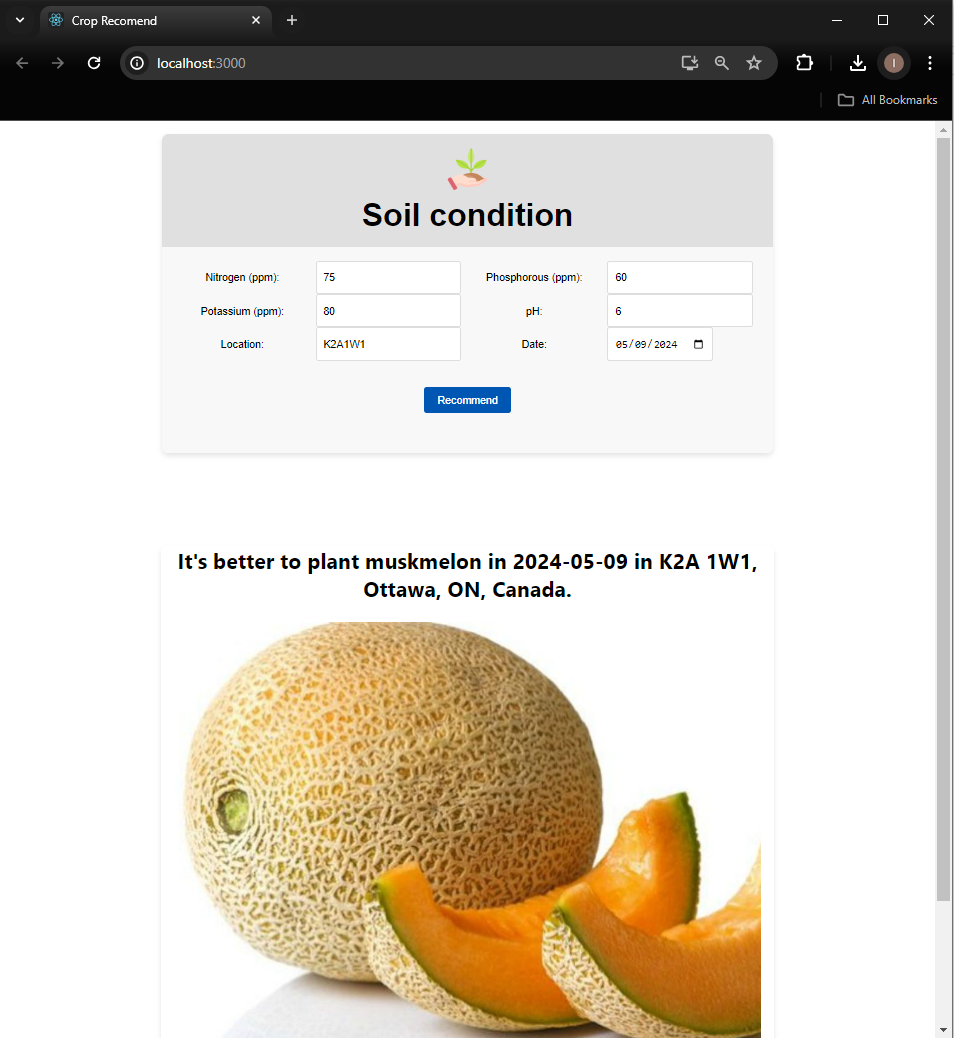 Crop Recomend
localhost:3000
I
All Bookmarks
Soil condition
Nitrogen (ppm): 75 Phosphorous (ppm): 60
Potassium (ppm): 80 pH: 6
Location: K2A1W1 Date: 05/09/2024
Recommend
It's better to plant muskmelon in 2024-05-09 in K2A 1W1,
Ottawa, ON, Canada.